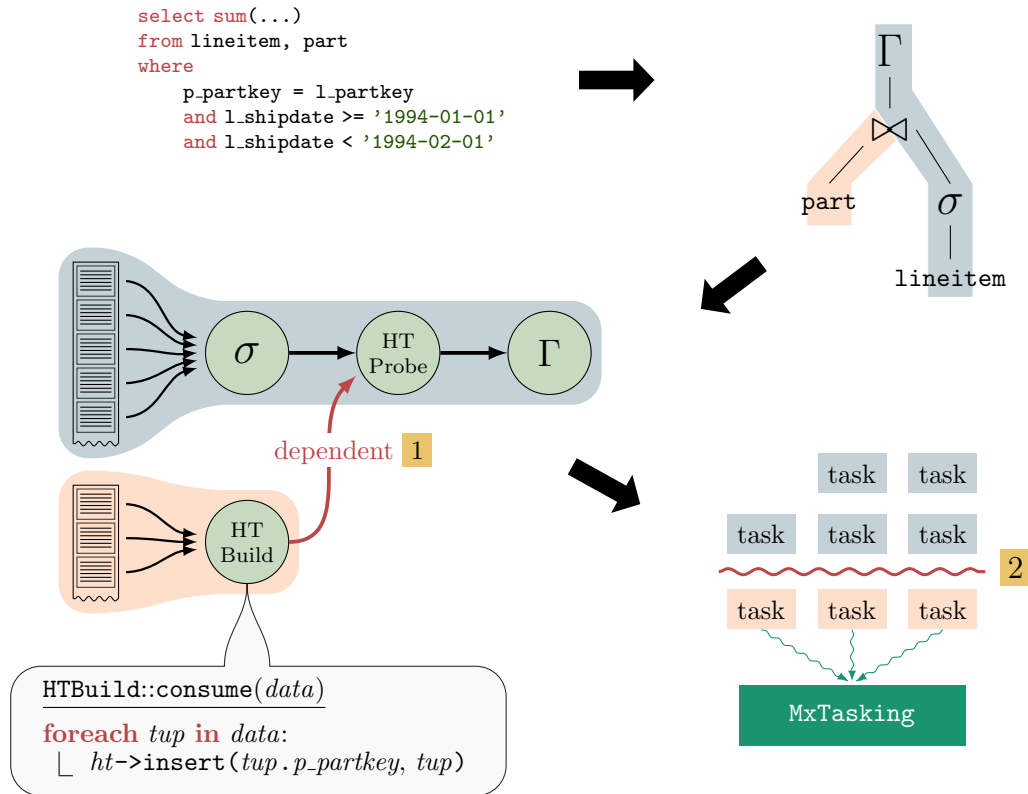 select sum(...)
from lineitem, part
where
p_partkey = l_partkey
and l_shipdate >= '1994-01-01'
and l_shipdate < '1994-02-01'
Γ
⋈
part
σ
lineitem
σ
HT
Probe
Γ
dependent 1
HT
Build
task task
task task task
2
task task task
MxTasking
HTBuild::consume(data)
foreach tup in data:
ht->insert(tup.p_partkey, tup)